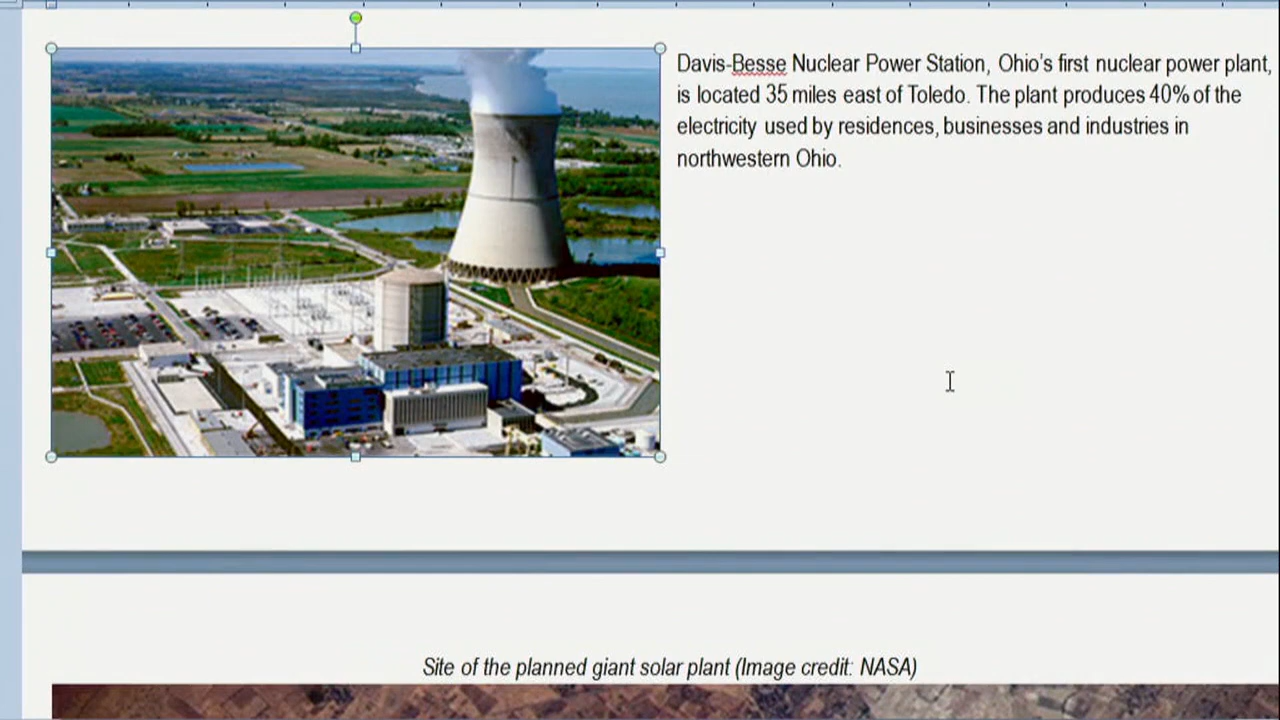 Davis-Besse Nuclear Power Station, Ohio's first nuclear power plant,
is located 35 miles east of Toledo. The plant produces 40% of the
electricity used by residences, businesses and industries in
northwestern Ohio.
Site of the planned giant solar plant (Image credit: NASA)